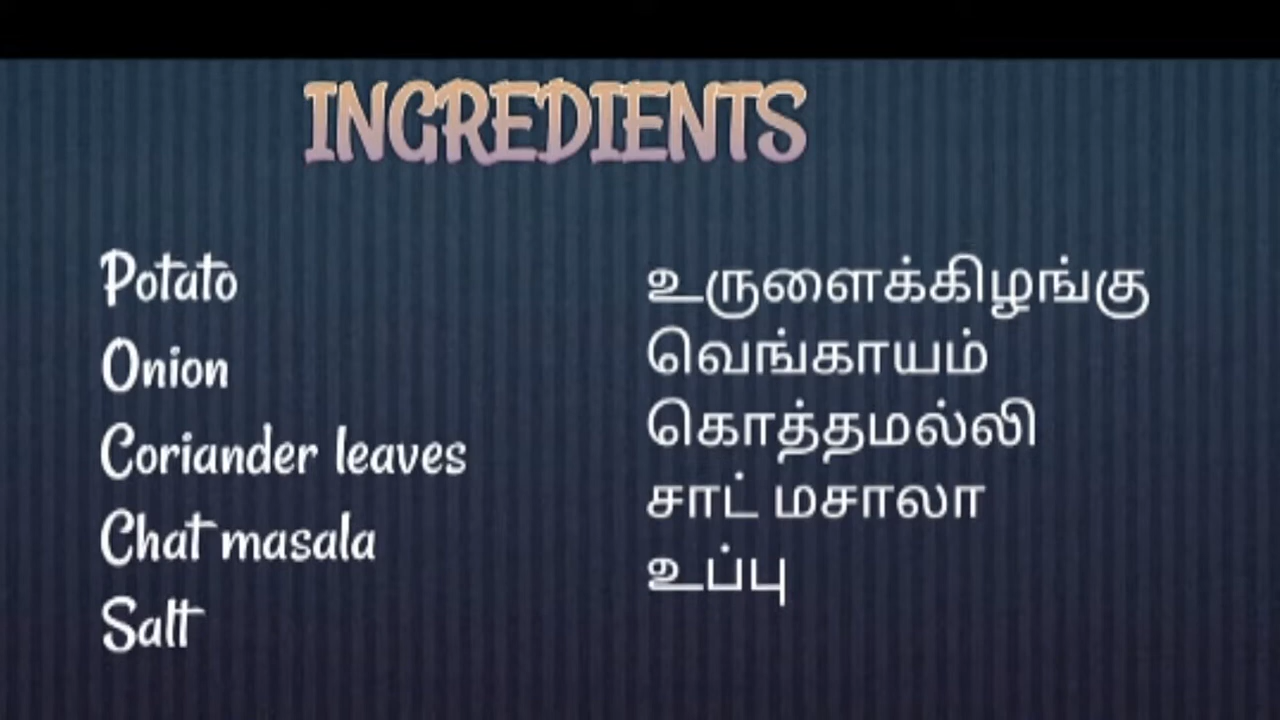 INGREDIENTS
Potato
Onion
Coriander leaves
Chat masala
Salt
உருளைக்கிழங்கு
வெங்காயம்
கொத்தமல்லி
சாட் மசாலா
உப்பு